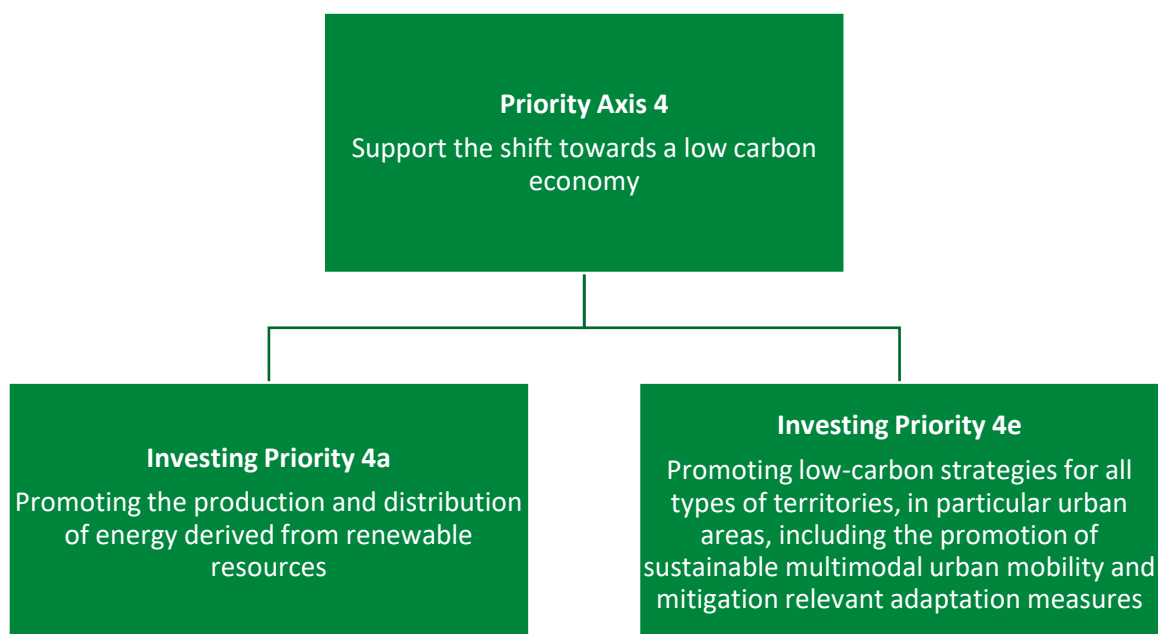 Priority Axis 4
Support the shift towards a low carbon
economy
Investing Priority 4a
Promoting the production and distribution
of energy derived from renewable
resources
Investing Priority 4e
Promoting low-carbon strategies for all
types of territories, in particular urban
areas, including the promotion of
sustainable multimodal urban mobility and
mitigation relevant adaptation measures